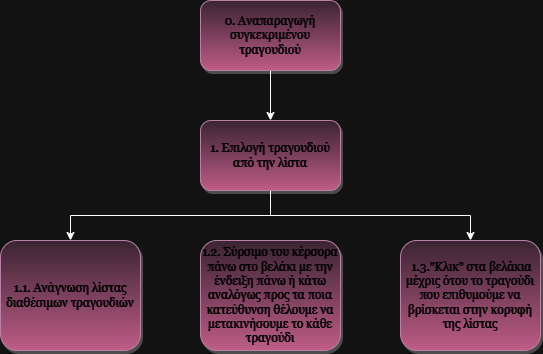 0. Αναπαραγωγή
συγκεκριμένου
τραγουδιού
1. Επιλογή τραγουδιού
από την λίστα
1.1. Ανάγνωση λίστας
διαθέσιμων τραγουδιών
1.2. Σύρσιμο του κέρσορα
πάνω στο βελάκι με την
ένδειξη πάνω ή κάτω
αναλόγως προς τα ποια
κατεύθυνση θέλουμε να
μετακινήσουμε το κάθε
τραγούδι
1.3."Κλικ" στα βελάκια
μέχρις ότου το τραγούδι
που επιθυμούμε να
βρίσκεται στην κορυφή
της λίστας